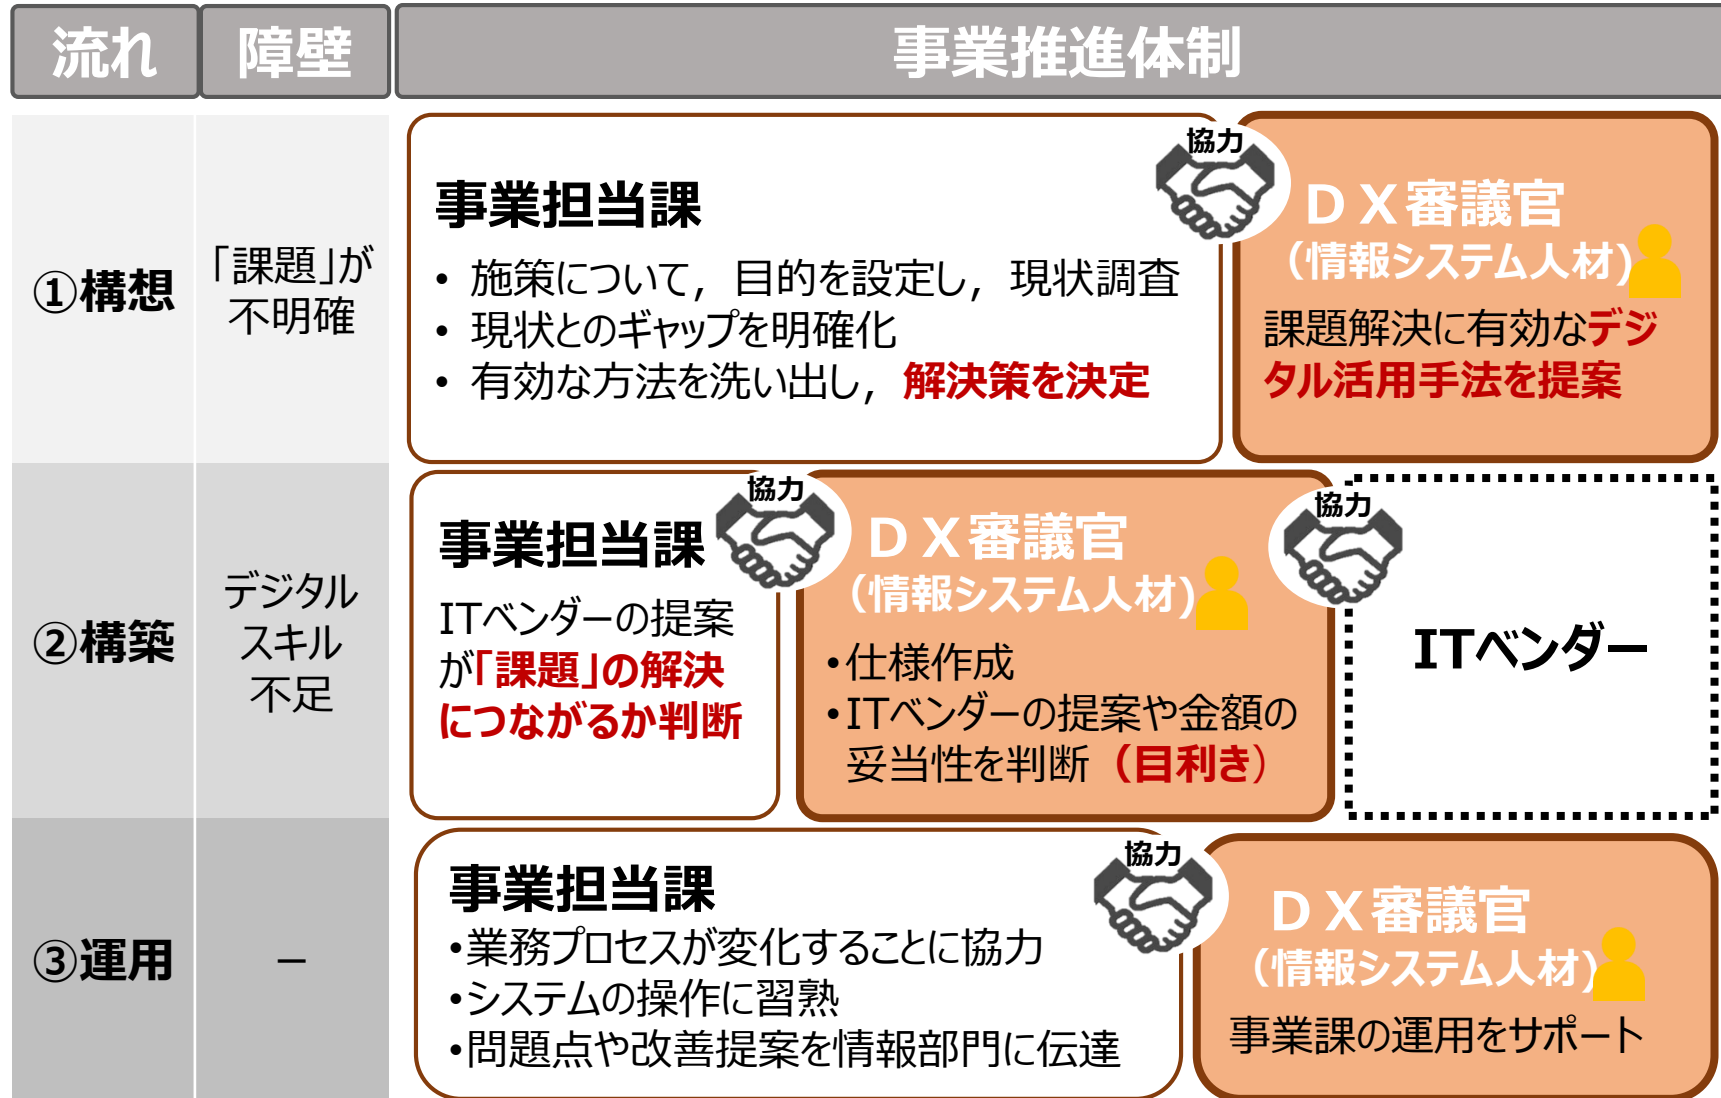 流れ
障壁
事業推進体制
①構想
「課題」が
不明確
事業担当課
• 施策について，目的を設定し，現状調査
• 現状とのギャップを明確化
• 有効な方法を洗い出し，解決策を決定
協力
ＤＸ審議官
（情報システム人材）
課題解決に有効なデジ
タル活用手法を提案
②構築
デジタル
スキル
不足
事業担当課
ITベンダーの提案
が「課題」の解決
につながるか判断
協力
ＤＸ審議官
（情報システム人材）
•仕様作成
•ITベンダーの提案や金額の
妥当性を判断（目利き）
協力
ITベンダー
③運用
－
事業担当課
•業務プロセスが変化することに協力
•システムの操作に習熟
•問題点や改善提案を情報部門に伝達
協力
ＤＸ審議官
（情報システム人材）
事業課の運用をサポート